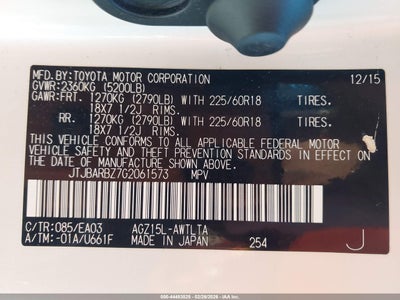 MFD. BY: TOYOTA MOTOR CORPORATION 12/15
GVWR: 2360KG (5200LB)
GAWR: FRT. 1270KG (2790LB) WITH 225/60R18 TIRES.
18X7 1/2J RIMS.
RR. 1270KG (2790LB) WITH 225/60R18 TIRES.
18X7 1/2J RIMS.
THIS VEHICLE CONFORMS TO ALL APPLICABLE FEDERAL MOTOR
VEHICLE SAFETY AND THEFT PREVENTION STANDARDS IN
EFFECT ON THE DATE OF MANUFACTURE SHOWN ABOVE.
JTJBARBZ7G2061573 MPV
C/TR: 085/EA03 AGZ15L-AWTLTA
A/TM: -01A/U661F MADE IN JAPAN 254 J